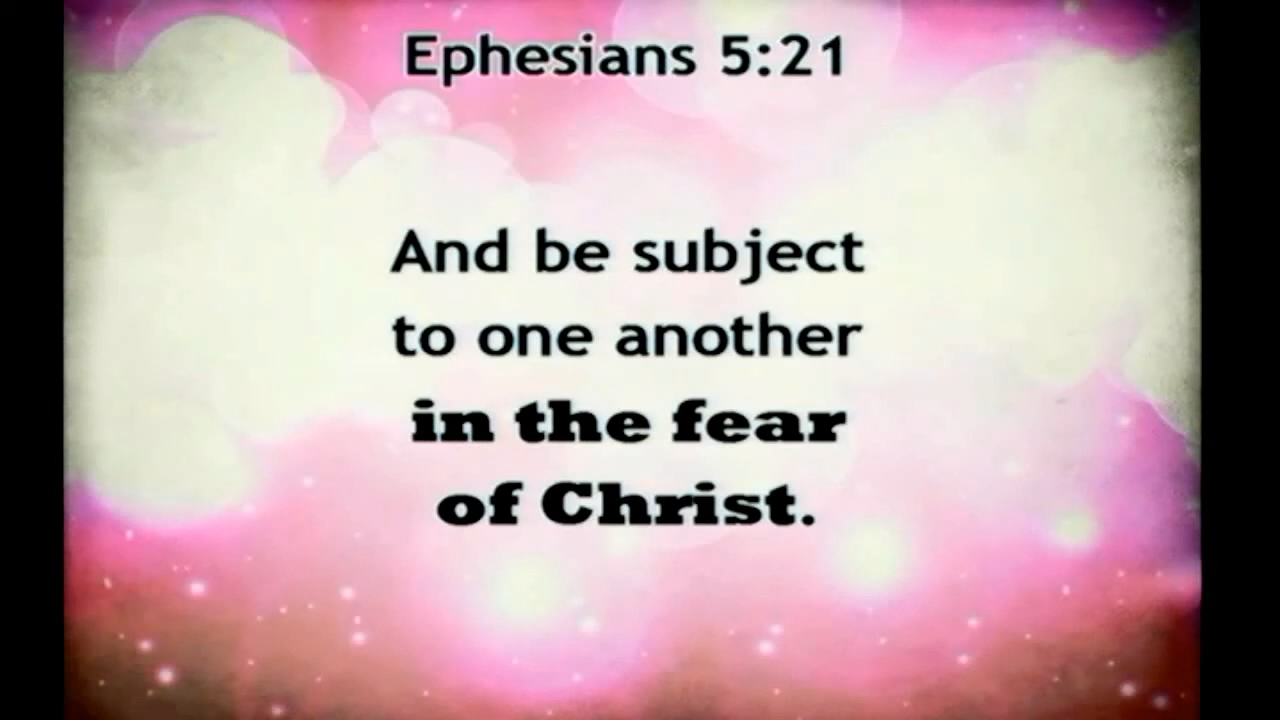 Ephesians 5:21
And be subject
to one another
in the fear
of Christ.